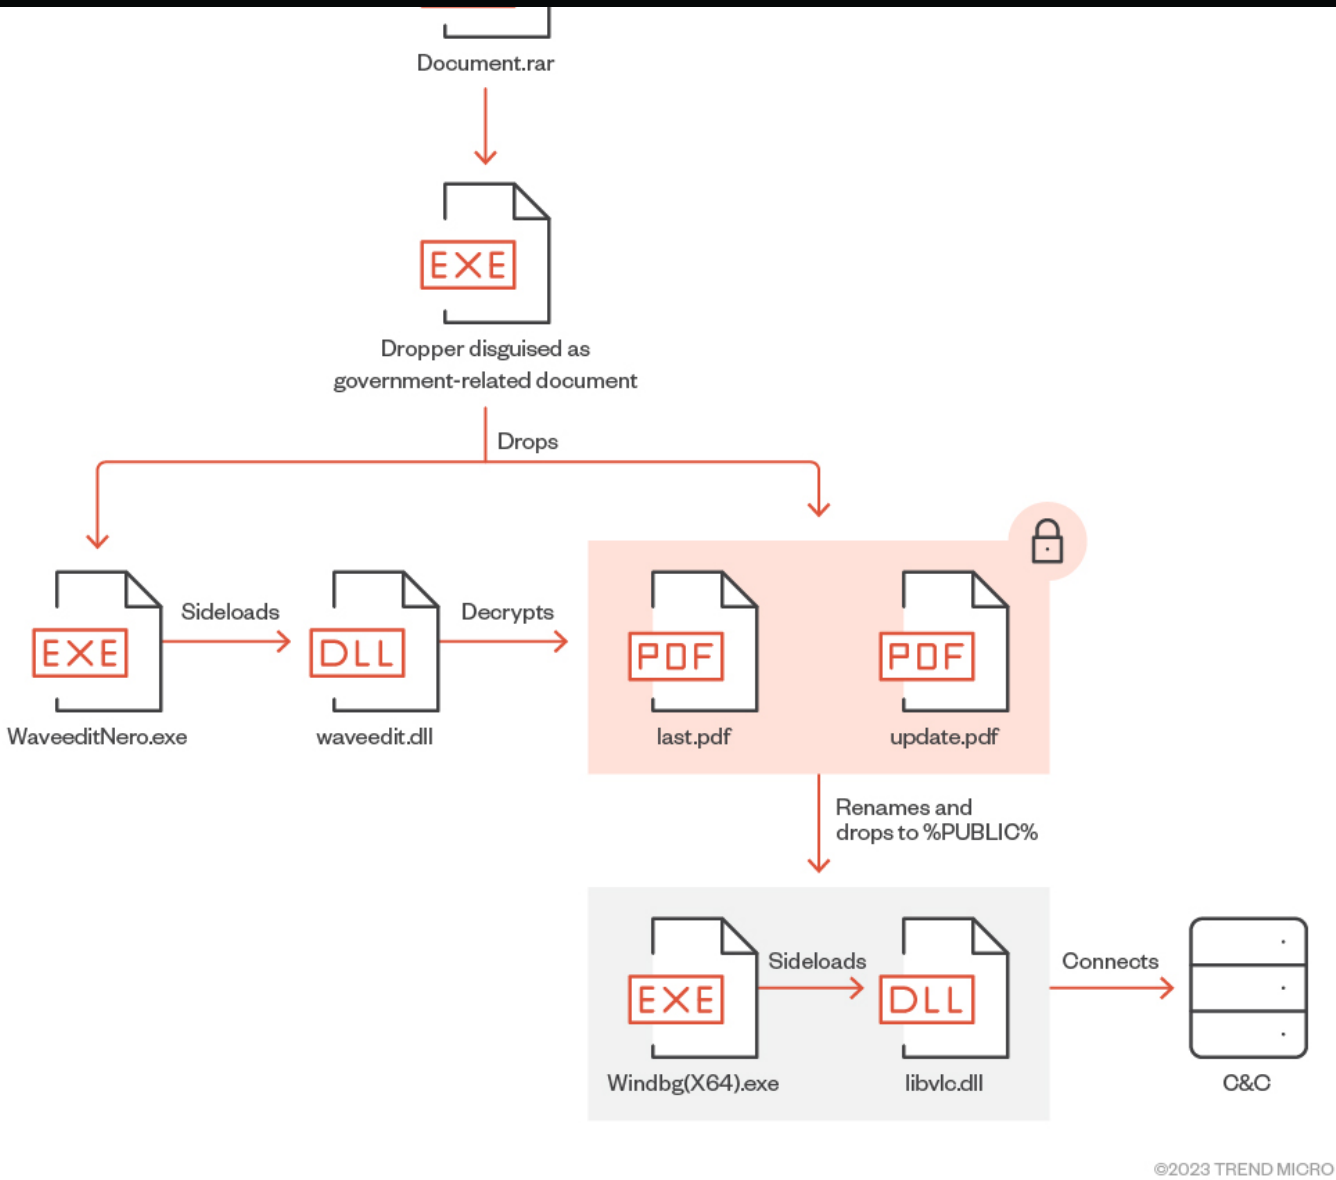 Document.rar
EXE
Dropper disguised as
government-related document
Drops
EXE
Sideloads
DLL
Decrypts
PDF
PDF
WaveeditNero.exe
waveedit.dll
last.pdf
update.pdf
Renames and
drops to %PUBLIC%
EXE
Sideloads
DLL
Connects
Windbg(X64).exe
libvlc.dll
C&C
©2023 TREND MICRO